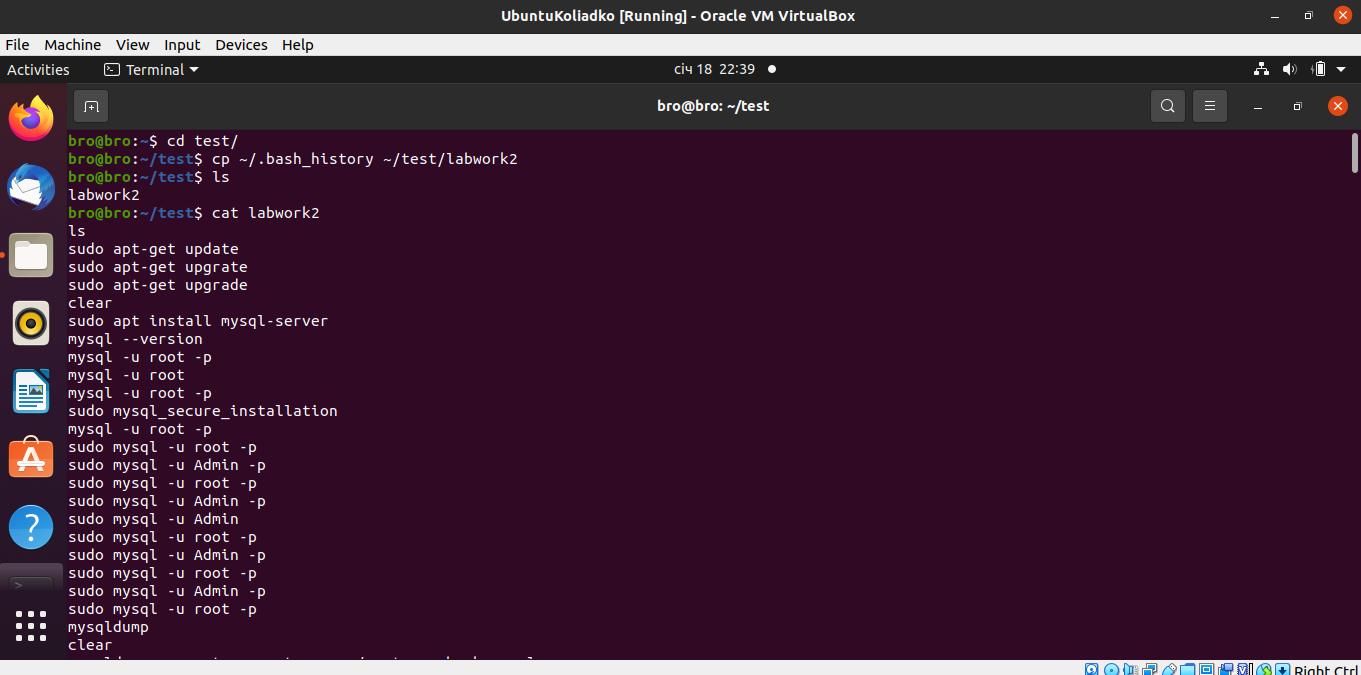 UbuntuKoliadko [Running] - Oracle VM VirtualBox
File Machine View Input Devices Help
Activities Terminal січ 18 22:39
bro@bro: ~/test
bro@bro:~$ cd test/
bro@bro:~/test$ cp ~/.bash_history ~/test/labwork2
bro@bro:~/test$ ls
labwork2
bro@bro:~/test$ cat labwork2
ls
sudo apt-get update
sudo apt-get upgrate
sudo apt-get upgrade
clear
sudo apt install mysql-server
mysql --version
mysql -u root -p
mysql -u root
mysql -u root -p
sudo mysql_secure_installation
mysql -u root -p
sudo mysql -u root -p
sudo mysql -u Admin -p
sudo mysql -u root -p
sudo mysql -u Admin -p
sudo mysql -u Admin
sudo mysql -u root -p
sudo mysql -u Admin -p
sudo mysql -u root -p
sudo mysql -u Admin -p
sudo mysql -u root -p
mysqldump
clear
Right Ctrl